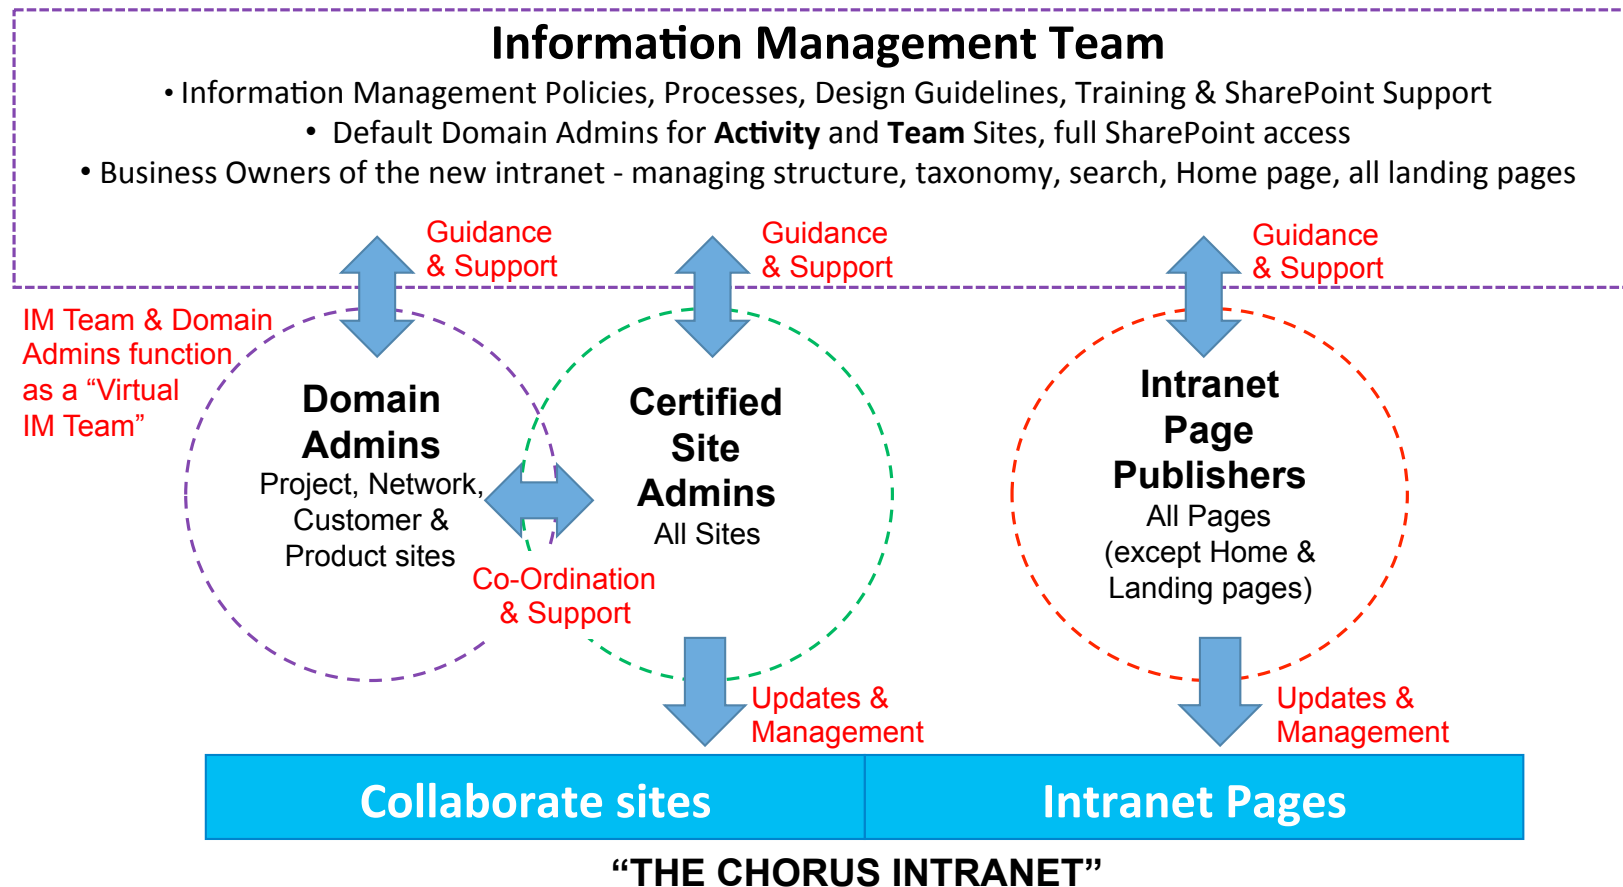 Information Management Team
• Information Management Policies, Processes, Design Guidelines, Training & SharePoint Support
• Default Domain Admins for Activity and Team Sites, full SharePoint access
• Business Owners of the new intranet - managing structure, taxonomy, search, Home page, all landing pages
Guidance
& Support
Guidance
& Support
Guidance
& Support
IM Team & Domain
Admins function
as a “Virtual
IM Team”
Domain
Admins
Project, Network,
Customer &
Product sites
Certified
Site
Admins
All Sites
Intranet
Page
Publishers
All Pages
(except Home &
Landing pages)
Co-Ordination
& Support
Updates &
Management
Updates &
Management
Collaborate sites
Intranet Pages
“THE CHORUS INTRANET”